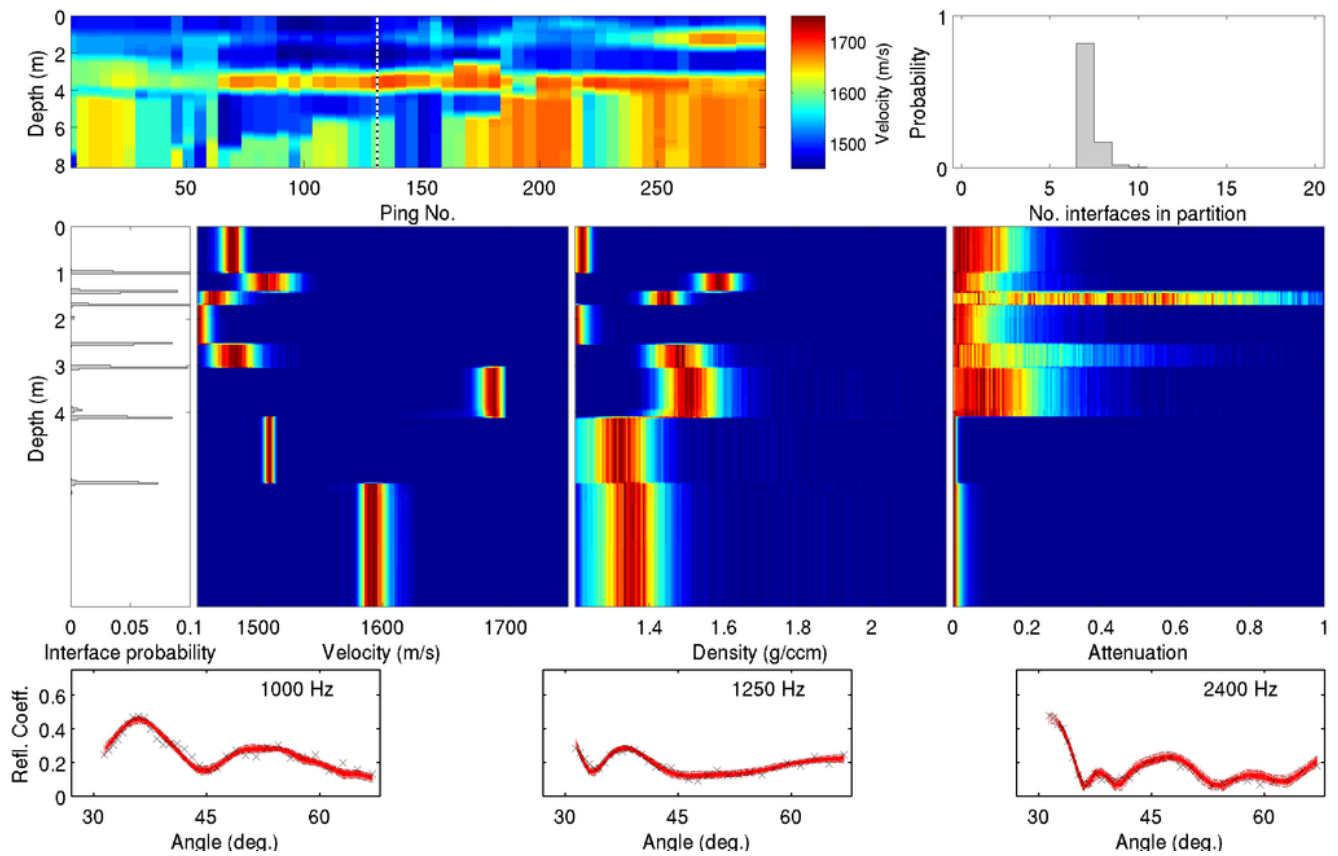 0
2
4
6
8
Depth (m)
50 100 150 200 250
Ping No.
1700
1600
1500
Velocity (m/s)
1
0
Probability
0 5 10 15 20
No. interfaces in partition
0
1
2
3
4
Depth (m)
0 0.05 0.1
Interface probability
1500 1600 1700
Velocity (m/s)
1.4 1.6 1.8 2
Density (g/ccm)
0 0.2 0.4 0.6 0.8 1
Attenuation
0.6
0.4
0.2
0
Refl. Coeff.
1000 Hz
30 45 60
Angle (deg.)
1250 Hz
30 45 60
Angle (deg.)
2400 Hz
30 45 60
Angle (deg.)